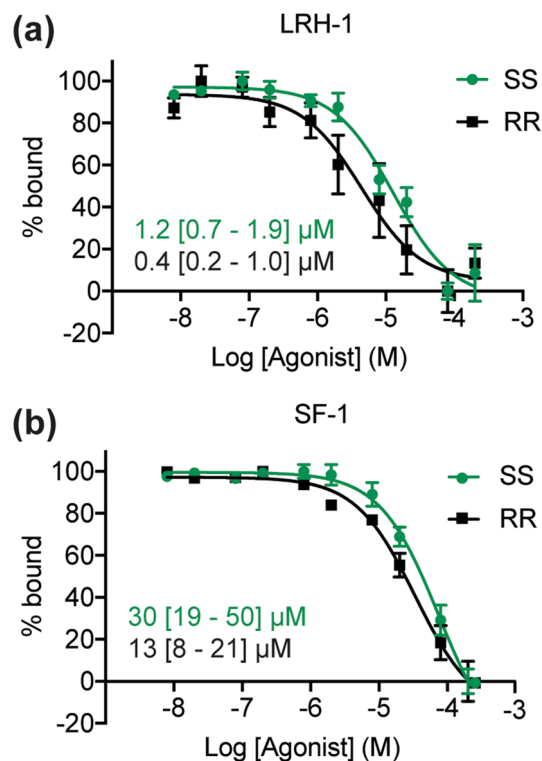 (a)
LRH-1
SS
RR
% bound
100
80
60
40
20
0
-20
1.2 [0.7 - 1.9] μM
0.4 [0.2 - 1.0] μM
-8 -7 -6 -5 -4 -3
Log [Agonist] (M)
(b)
SF-1
SS
RR
% bound
100
80
60
40
20
0
-20
30 [19 - 50] μM
13 [8 - 21] μM
-8 -7 -6 -5 -4 -3
Log [Agonist] (M)